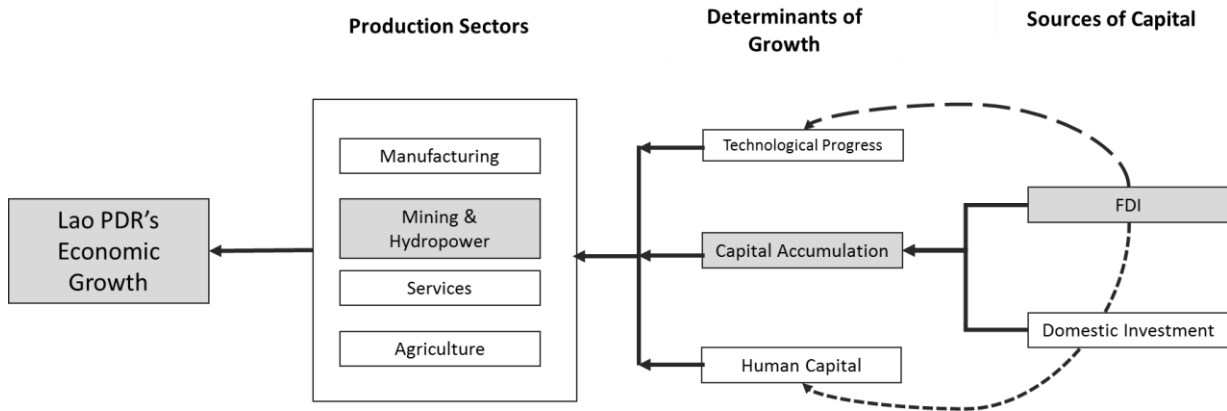 Production Sectors
Determinants of
Growth
Sources of Capital
Manufacturing
Mining &
Hydropower
Services
Agriculture
Lao PDR's
Economic
Growth
Technological Progress
Capital Accumulation
Human Capital
FDI
Domestic Investment